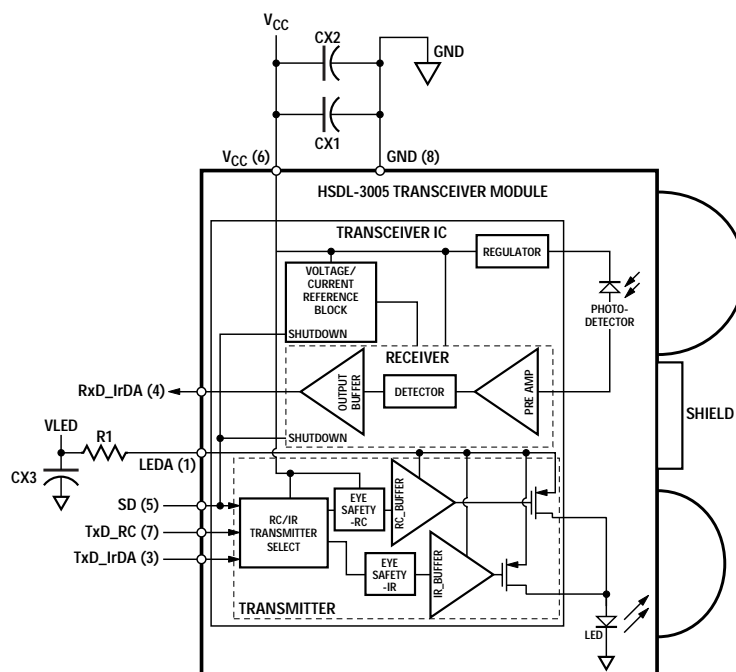 VCC
CX2
GND
CX1
VCC (6)
GND (8)
HSDL-3005 TRANSCEIVER MODULE
TRANSCEIVER IC
REGULATOR
VOLTAGE/
CURRENT
REFERENCE
BLOCK
PHOTO-
DETECTOR
SHUTDOWN
RECEIVER
RxD_IrDA (4)
OUTPUT
BUFFER
DETECTOR
PRE AMP
SHIELD
VLED
R1
SHUTDOWN
LEDA (1)
CX3
SD (5)
TxD_RC (7)
TxD_IrDA (3)
RC/IR
TRANSMITTER
SELECT
EYE
SAFETY
-RC
RC_BUFFER
EYE
SAFETY
-IR
IR_BUFFER
TRANSMITTER
LED